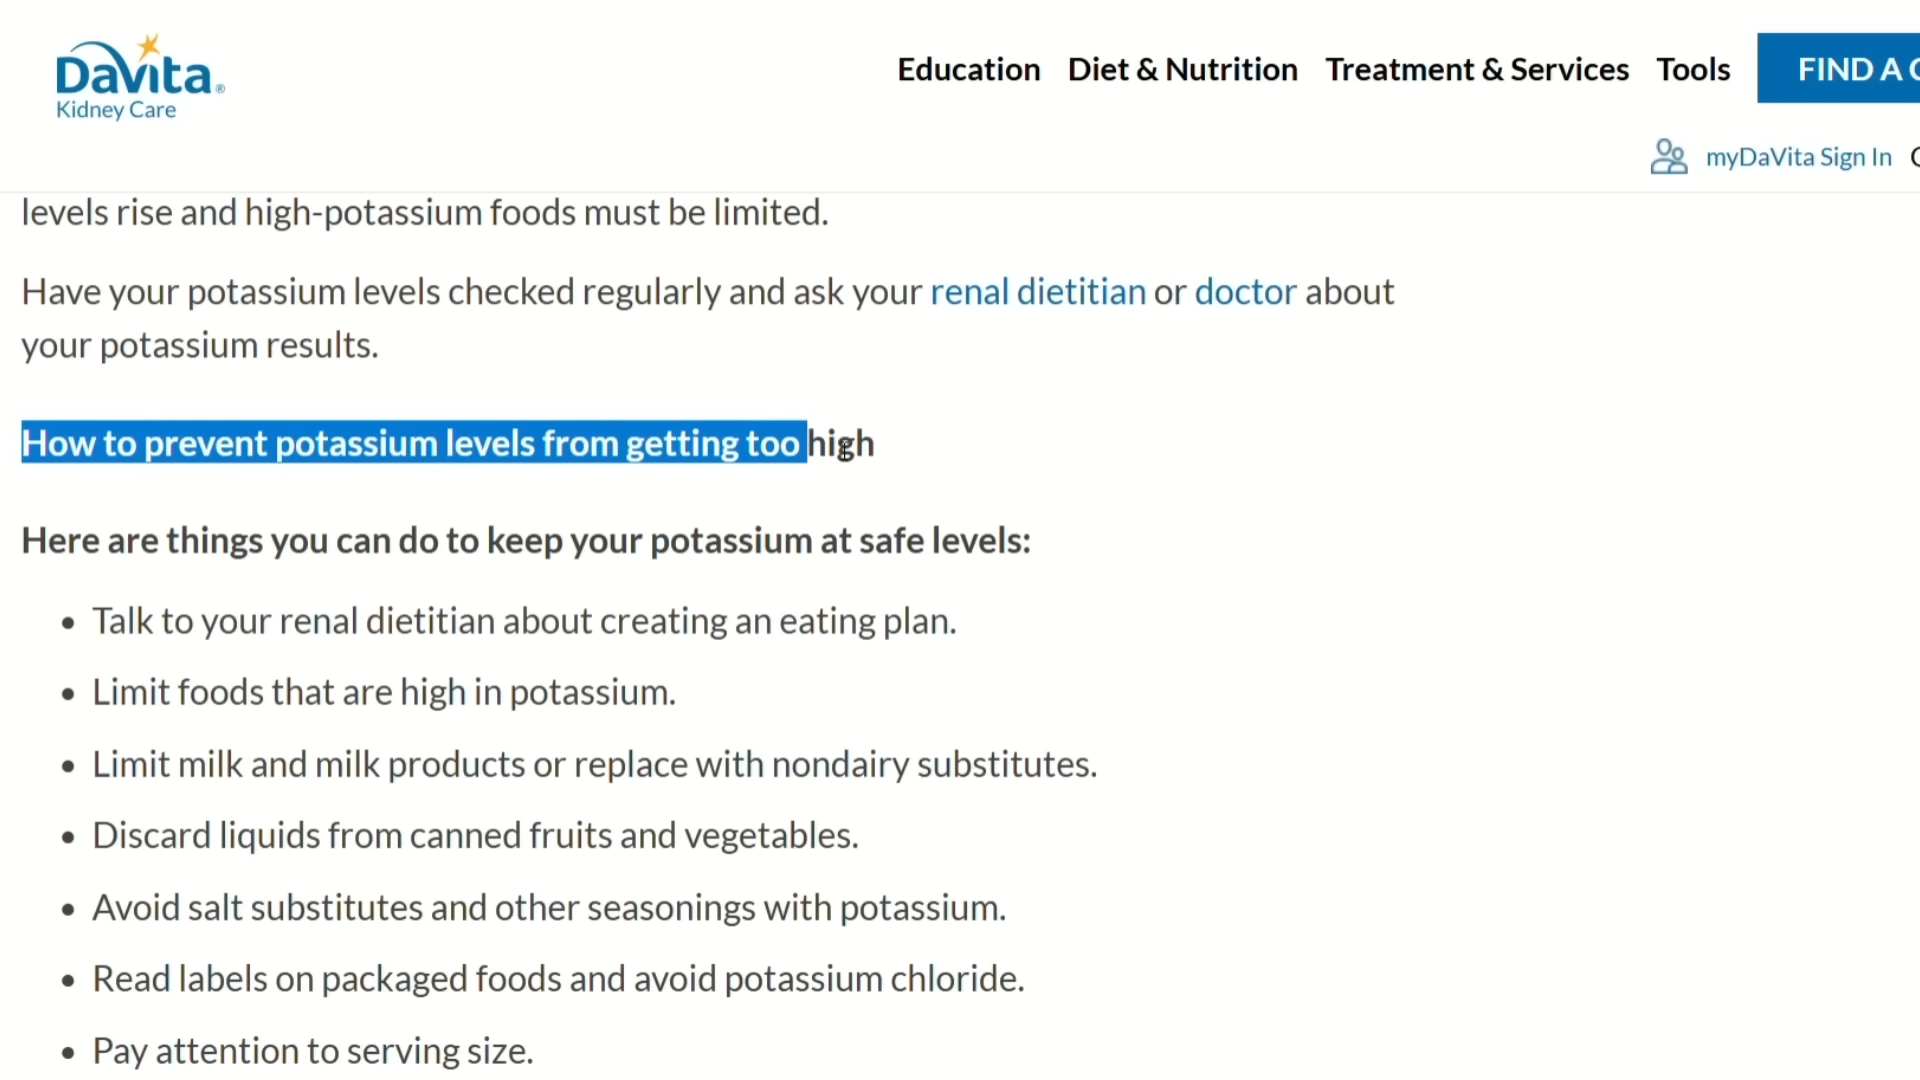 DaVita®
Kidney Care
Education Diet & Nutrition Treatment & Services Tools FIND A
myDaVita Sign In
levels rise and high-potassium foods must be limited.
Have your potassium levels checked regularly and ask your renal dietitian or doctor about
your potassium results.
How to prevent potassium levels from getting too high
Here are things you can do to keep your potassium at safe levels:
• Talk to your renal dietitian about creating an eating plan.
• Limit foods that are high in potassium.
• Limit milk and milk products or replace with nondairy substitutes.
• Discard liquids from canned fruits and vegetables.
• Avoid salt substitutes and other seasonings with potassium.
• Read labels on packaged foods and avoid potassium chloride.
• Pay attention to serving size.